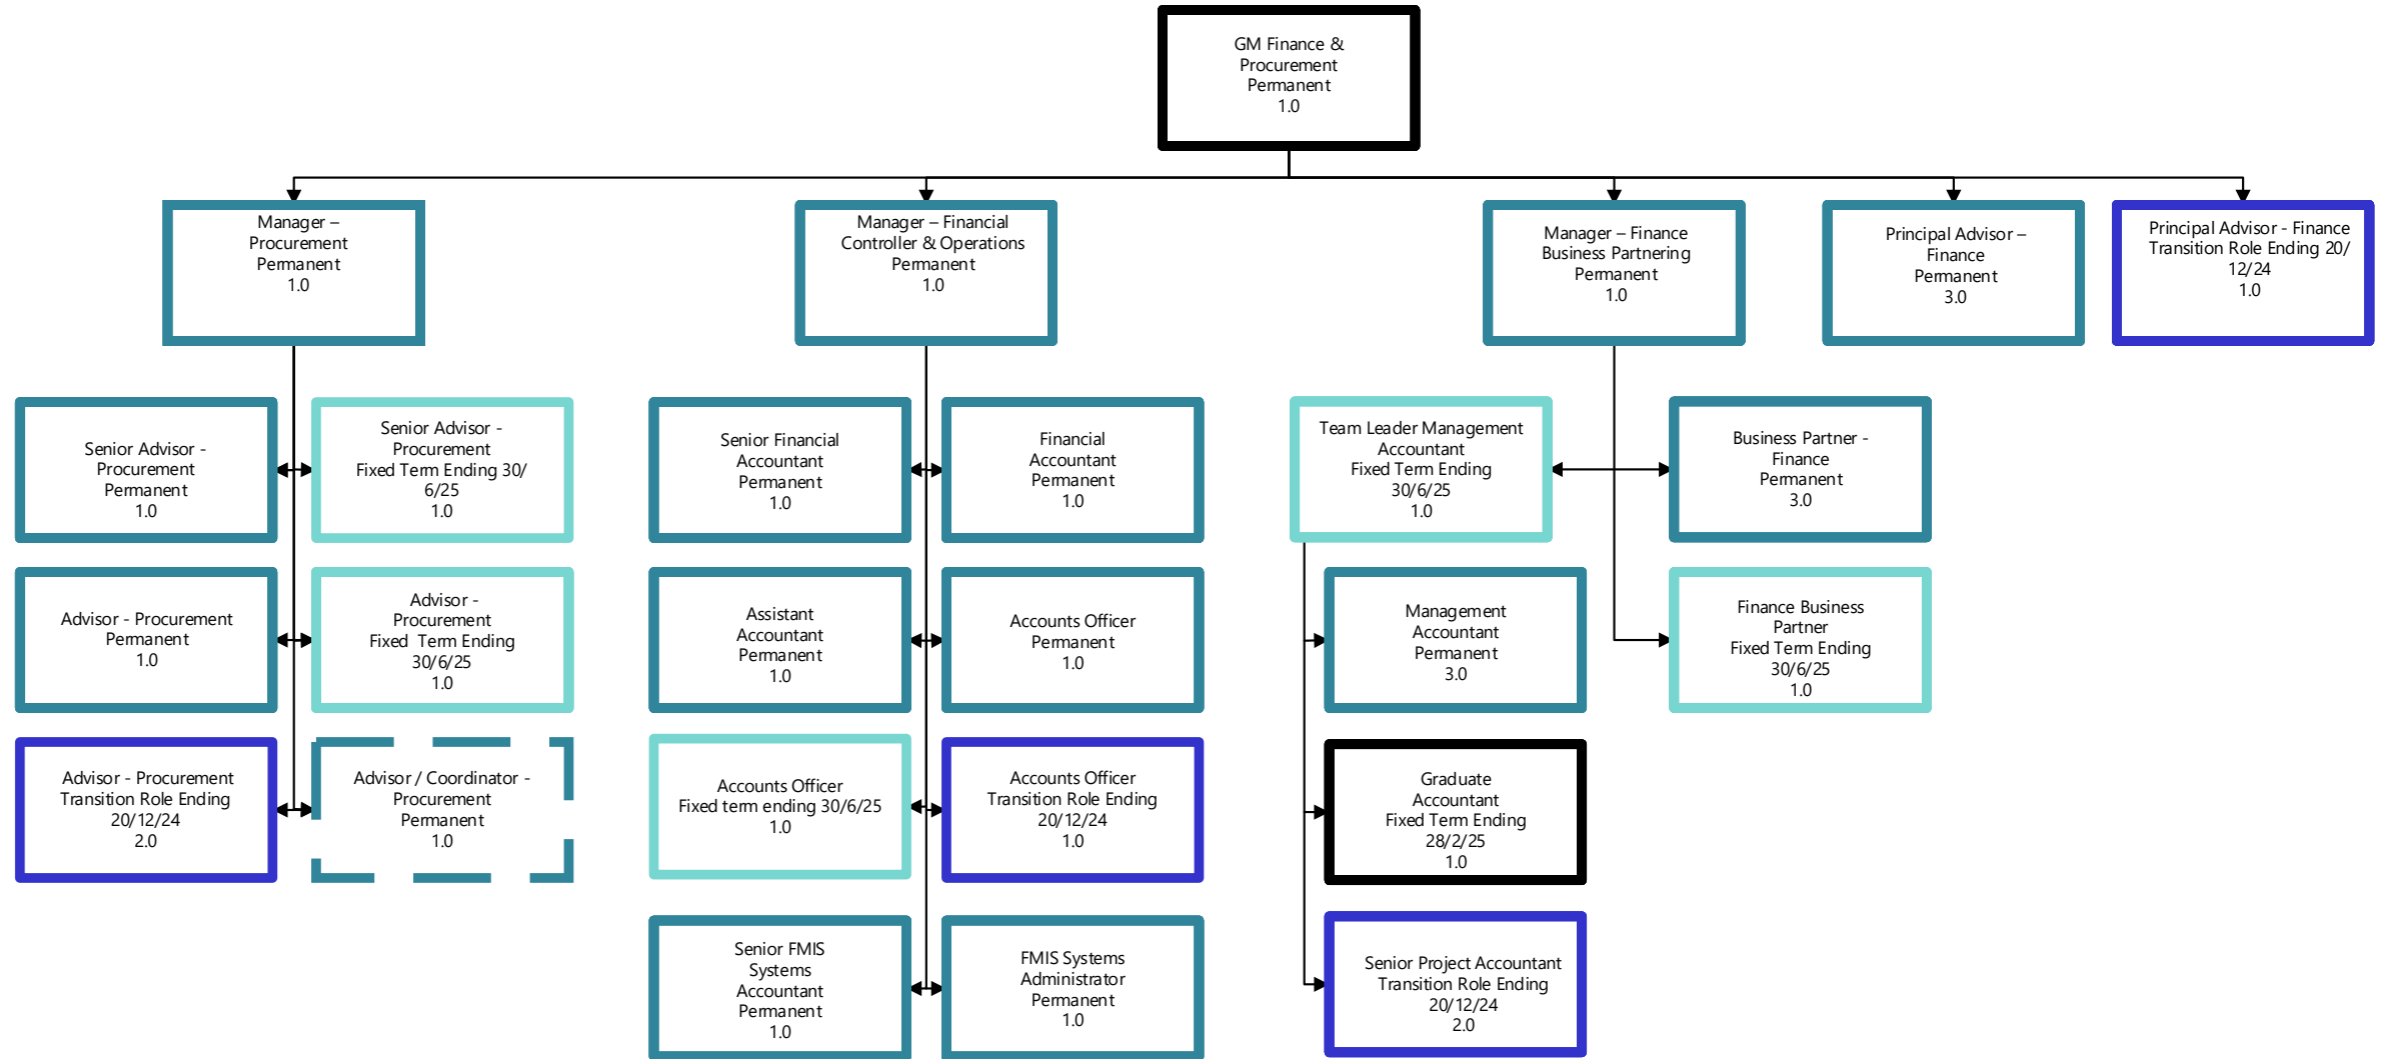 GM Finance &
Procurement
Permanent
1.0
Manager –
Procurement
Permanent
1.0
Manager – Financial
Controller & Operations
Permanent
1.0
Manager – Finance
Business Partnering
Permanent
1.0
Principal Advisor –
Finance
Permanent
3.0
Principal Advisor - Finance
Transition Role Ending 20/
12/24
1.0
Senior Advisor -
Procurement
Permanent
1.0
Senior Advisor -
Procurement
Fixed Term Ending 30/
6/25
1.0
Senior Financial
Accountant
Permanent
1.0
Financial
Accountant
Permanent
1.0
Team Leader Management
Accountant
Fixed Term Ending
30/6/25
1.0
Business Partner -
Finance
Permanent
3.0
Advisor - Procurement
Permanent
1.0
Advisor -
Procurement
Fixed  Term Ending
30/6/25
1.0
Assistant
Accountant
Permanent
1.0
Accounts Officer
Permanent
1.0
Management
Accountant
Permanent
3.0
Finance Business
Partner
Fixed Term Ending
30/6/25
1.0
Advisor - Procurement
Transition Role Ending
20/12/24
2.0
Advisor / Coordinator -
Procurement
Permanent
1.0
Accounts Officer
Fixed term ending 30/6/25
1.0
Accounts Officer
Transition Role Ending
20/12/24
1.0
Graduate
Accountant
Fixed Term Ending
28/2/25
1.0
Senior FMIS
Systems
Accountant
Permanent
1.0
FMIS Systems
Administrator
Permanent
1.0
Senior Project Accountant
Transition Role Ending
20/12/24
2.0